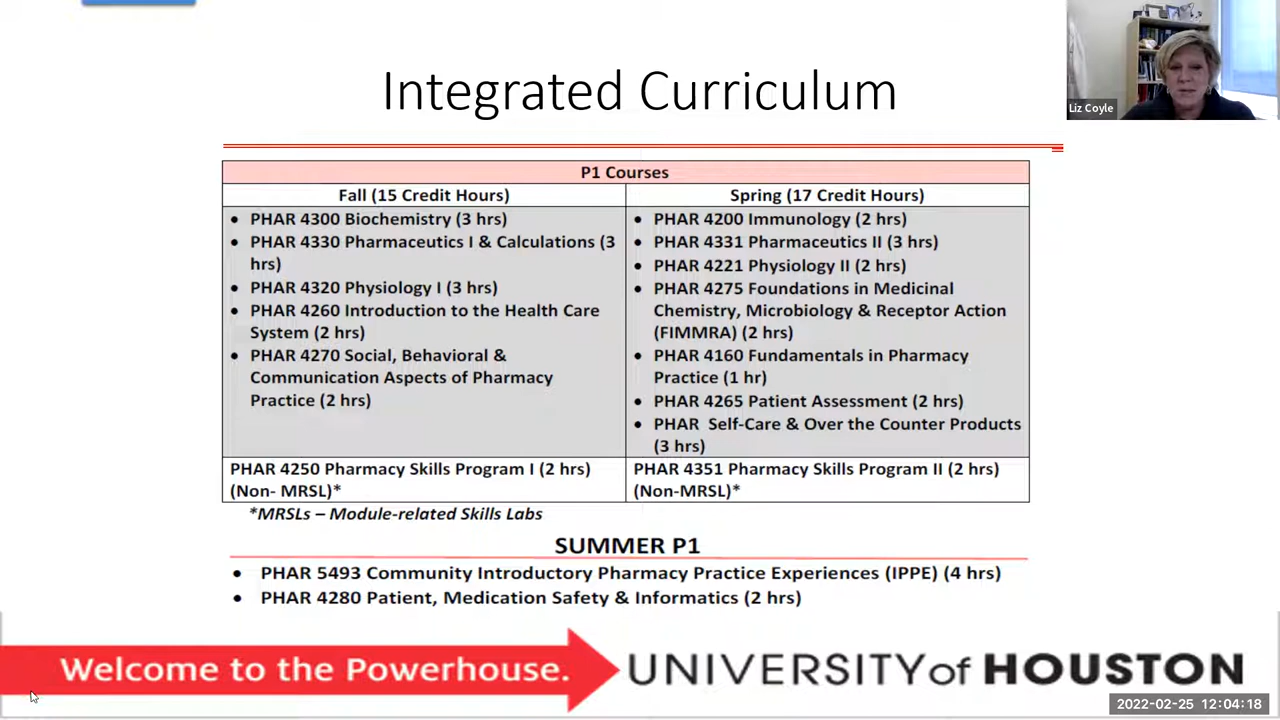 Integrated Curriculum
Liz Coyle
P1 Courses
Fall (15 Credit Hours)
• PHAR 4300 Biochemistry (3 hrs)
• PHAR 4330 Pharmaceutics I & Calculations (3
hrs)
• PHAR 4320 Physiology I (3 hrs)
• PHAR 4260 Introduction to the Health Care
System (2 hrs)
• PHAR 4270 Social, Behavioral &
Communication Aspects of Pharmacy
Practice (2 hrs)
PHAR 4250 Pharmacy Skills Program I (2 hrs)
(Non- MRSL)*
Spring (17 Credit Hours)
• PHAR 4200 Immunology (2 hrs)
• PHAR 4331 Pharmaceutics II (3 hrs)
• PHAR 4221 Physiology II (2 hrs)
• PHAR 4275 Foundations in Medicinal
Chemistry, Microbiology & Receptor Action
(FIMMRA) (2 hrs)
• PHAR 4160 Fundamentals in Pharmacy
Practice (1 hr)
• PHAR 4265 Patient Assessment (2 hrs)
• PHAR  Self-Care & Over the Counter Products
(3 hrs)
PHAR 4351 Pharmacy Skills Program II (2 hrs)
(Non-MRSL)*
*MRSLs – Module-related Skills Labs
SUMMER P1
• PHAR 5493 Community Introductory Pharmacy Practice Experiences (IPPE) (4 hrs)
• PHAR 4280 Patient, Medication Safety & Informatics (2 hrs)
Welcome to the Powerhouse.
UNIVERSITY of HOUSTON
2022-02-25 12:04:18